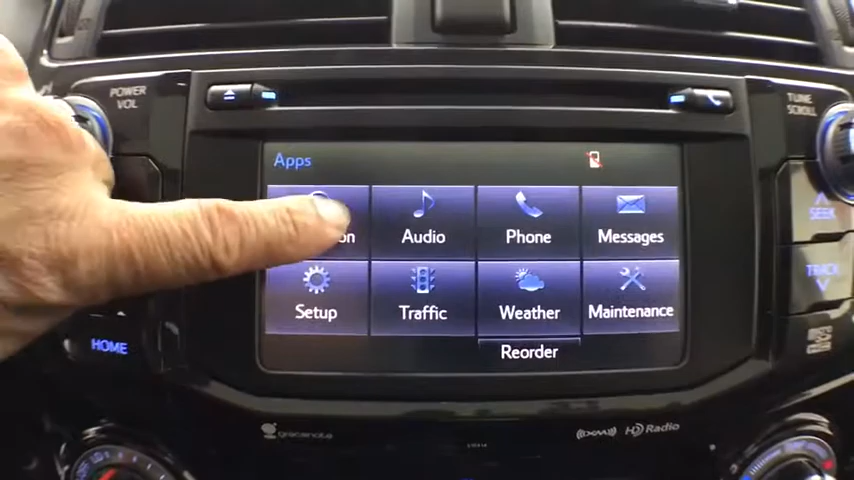 POWER
VOL
TUNE
SCROLL
Apps
on
Audio
Phone
Messages
SEEK
TRACK
Setup
Traffic
Weather
Maintenance
HOME
Reorder
gracenote
HD Radio